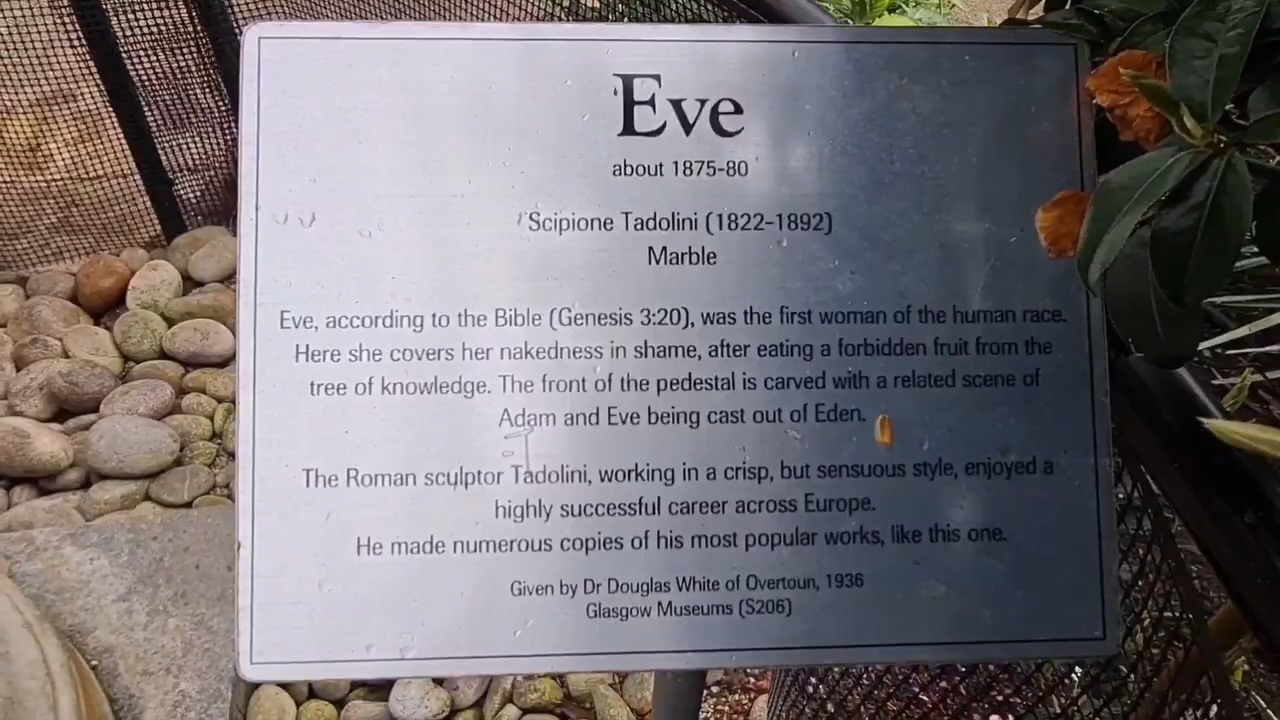 Eve
about 1875-80
Scipione Tadolini (1822-1892)
Marble
Eve, according to the Bible (Genesis 3:20), was the first woman of the human race.
Here she covers her nakedness in shame, after eating a forbidden fruit from the
tree of knowledge. The front of the pedestal is carved with a related scene of
Adam and Eve being cast out of Eden.
The Roman sculptor Tadolini, working in a crisp, but sensuous style, enjoyed a
highly successful career across Europe.
He made numerous copies of his most popular works, like this one.
Given by Dr Douglas White of Overtoun, 1936
Glasgow Museums (S206)